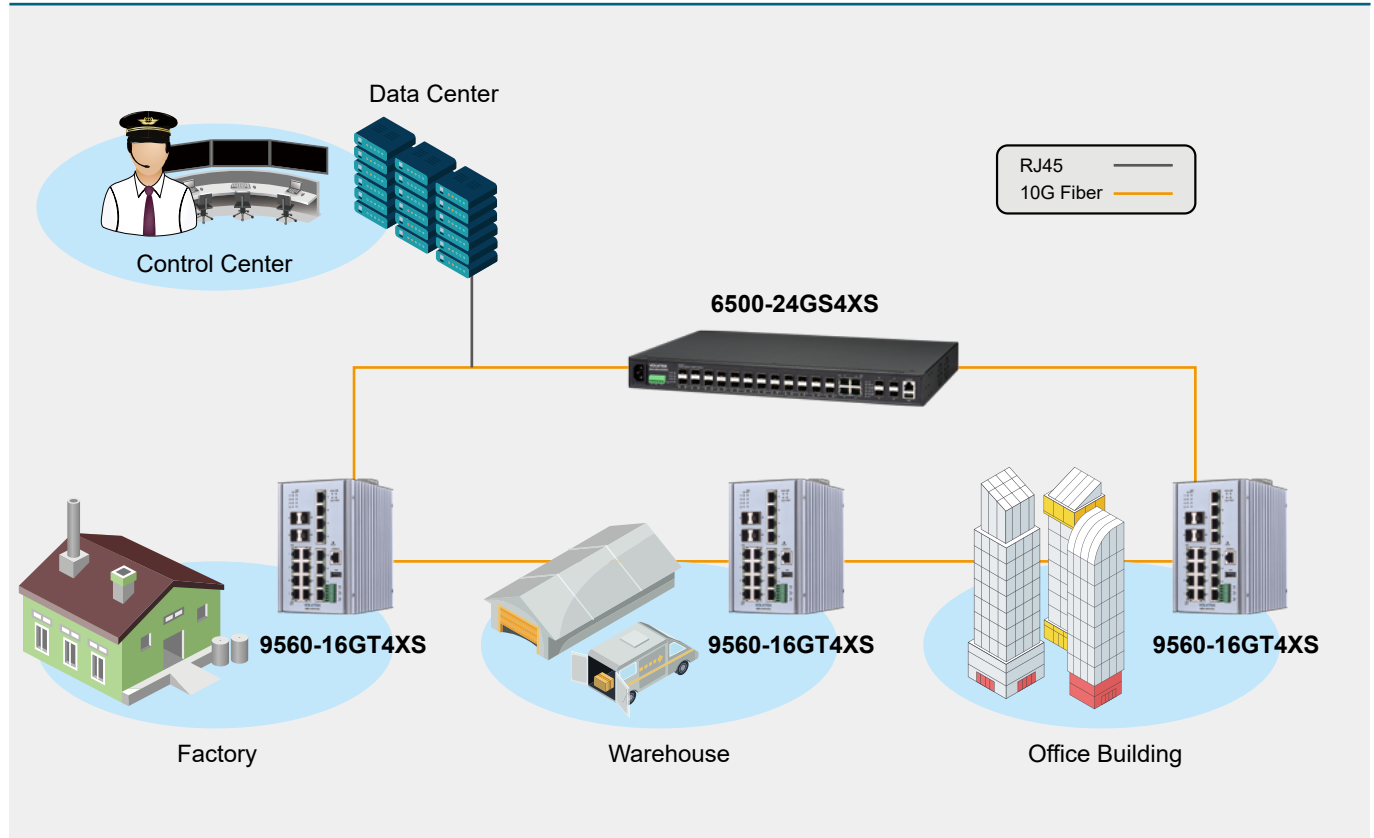 Data Center
RJ45
10G Fiber
Control Center
6500-24GS4XS
9560-16GT4XS
9560-16GT4XS
9560-16GT4XS
Factory
Warehouse
Office Building